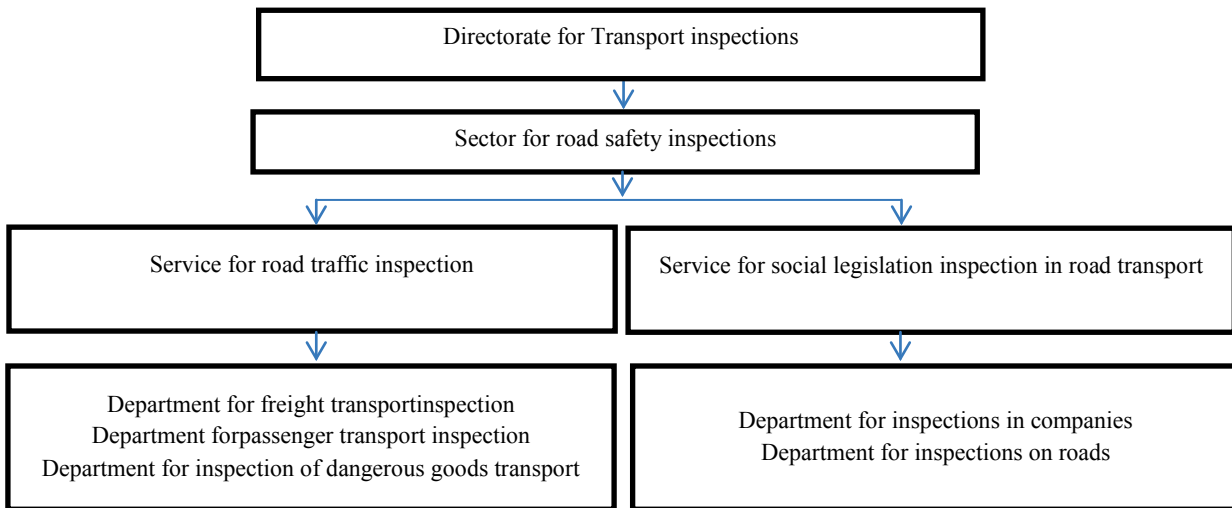 Directorate for Transport inspections
Sector for road safety inspections
Service for road traffic inspection
Service for social legislation inspection in road transport
Department for freight transportinspection
Department forpassenger transport inspection
Department for inspection of dangerous goods transport
Department for inspections in companies
Department for inspections on roads